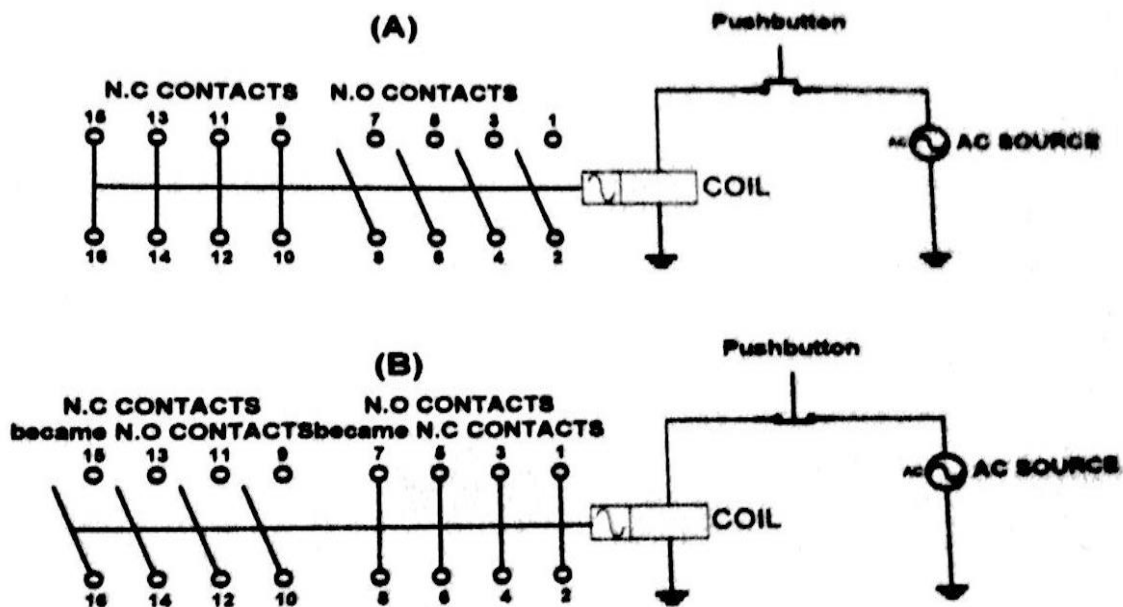 (A)
Pushbutton
N.C CONTACTS N.O CONTACTS
15 13 11 9 7 5 3 1
AC AC SOURCE
COIL
16 14 12 10 8 6 4 2
(B)
Pushbutton
N.C CONTACTS N.O CONTACTS
became N.O CONTACTS became N.C CONTACTS
15 13 11 9 7 5 3 1
AC AC SOURCE
COIL
16 14 12 10 8 6 4 2